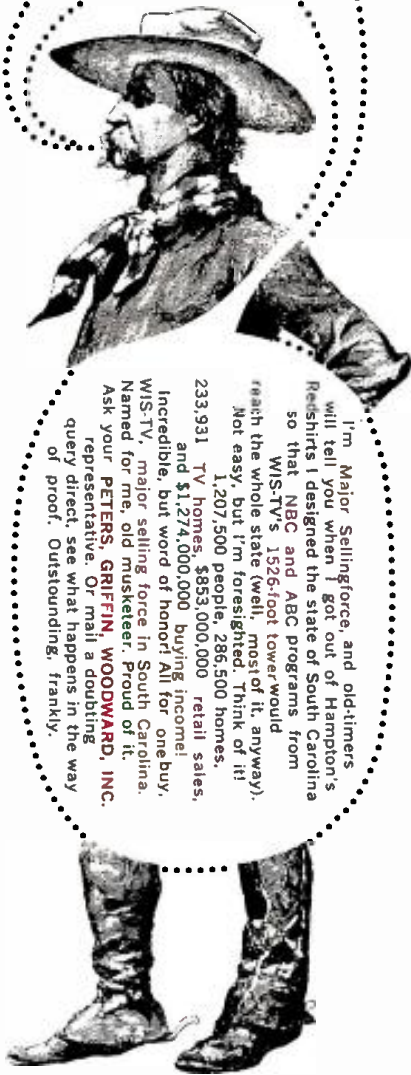 I'm Major Sellingforce, and old-timers
will tell you when I got out of Hampton's
Redshirts I designed the state of South Carolina
so that NBC and ABC programs from
WIS-TV's 1526-foot tower would
reach the whole state (well, most of it, anyway).
Not easy, but I'm foresighted. Think of it!
1,207,500 people, 286,500 homes,
233,931 TV homes, $853,000,000 retail sales,
and $1,274,000,000 buying income!
Incredible, but word of honor! All for one buy,
WIS-TV, major selling force in South Carolina.
Named for me, old musketeer. Proud of it.
Ask your PETERS, GRIFFIN, WOODWARD, INC.
representative. Or mail a doubting
query direct, see what happens in the way
of proof. Outstanding, frankly.